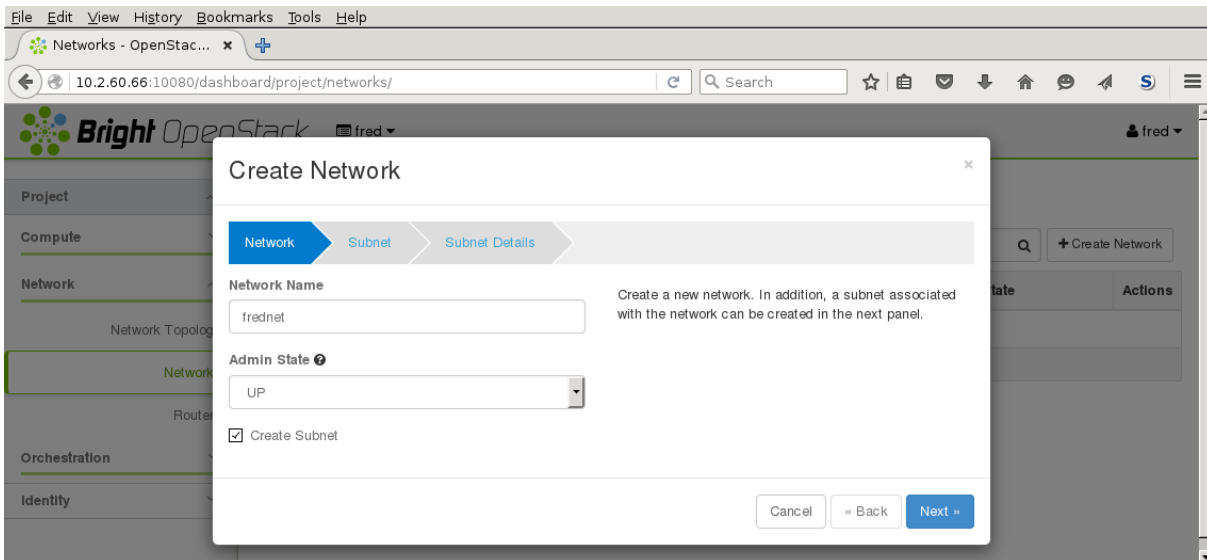 File Edit View History Bookmarks Tools Help
Networks - OpenStac...
10.2.60.66:10080/dashboard/project/networks/ Search
Bright OpenStack fred fred
Create Network
Project
Compute
Network
Network Topolog
Network
Router
Orchestration
Identity
Network Subnet Subnet Details
Network Name
frednet
Admin State
UP
Create Subnet
Create a new network. In addition, a subnet associated
with the network can be created in the next panel.
Cancel « Back Next »
+ Create Network
tate Actions